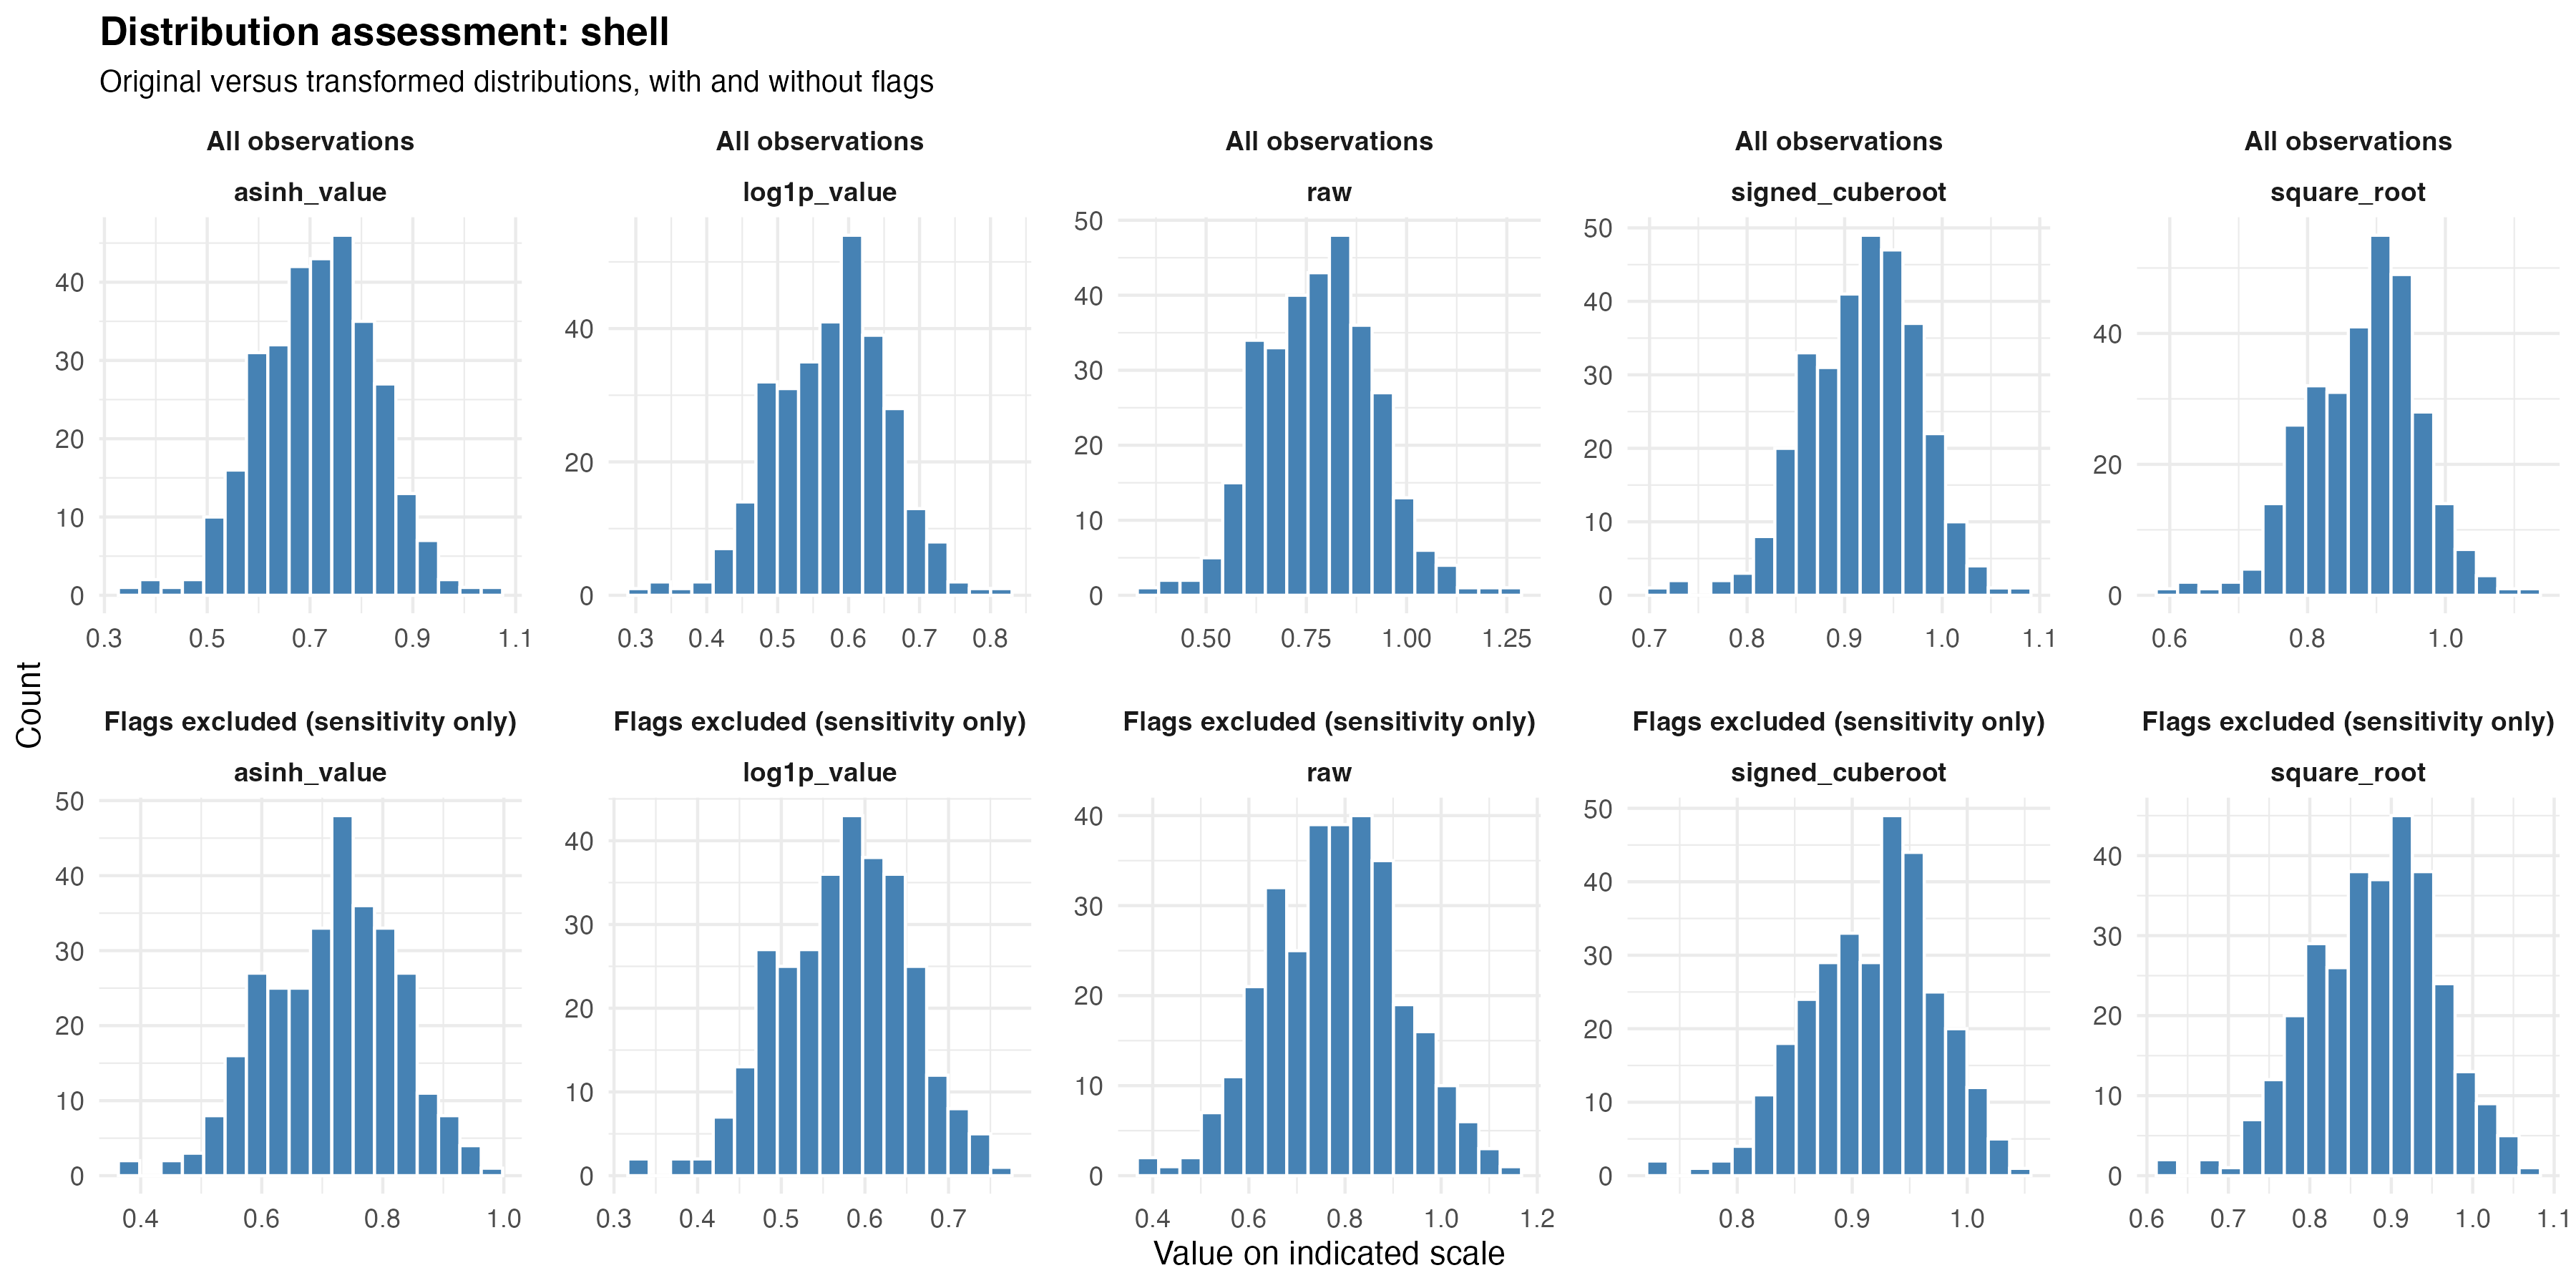 Distribution assessment: shell
Original versus transformed distributions, with and without flags
All observations All observations All observations All observations All observations
asinh_value log1p_value raw signed_cuberoot square_root
40
30
20
10
0
0.3 0.5 0.7 0.9 1.1
40
20
0
0.3 0.4 0.5 0.6 0.7 0.8
50
40
30
20
10
0
0.50 0.75 1.00 1.25
50
40
30
20
10
0
0.7 0.8 0.9 1.0 1.1
40
20
0
0.6 0.8 1.0
Count
Flags excluded (sensitivity only) Flags excluded (sensitivity only) Flags excluded (sensitivity only) Flags excluded (sensitivity only) Flags excluded (sensitivity only)
asinh_value log1p_value raw signed_cuberoot square_root
50
40
30
20
10
0
0.4 0.6 0.8 1.0
40
30
20
10
0
0.3 0.4 0.5 0.6 0.7
40
30
20
10
0
0.4 0.6 0.8 1.0 1.2
50
40
30
20
10
0
0.8 0.9 1.0
40
30
20
10
0
0.6 0.7 0.8 0.9 1.0 1.1
Value on indicated scale